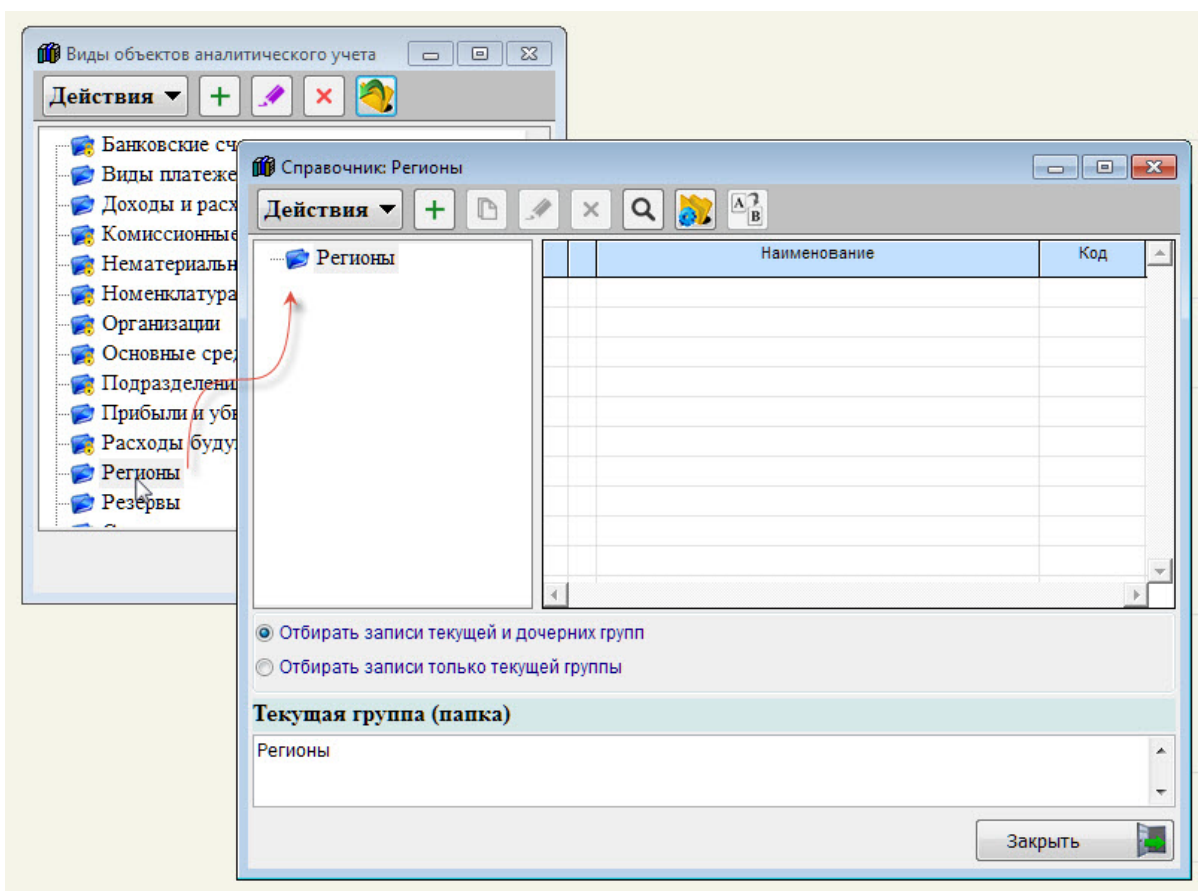 Виды объектов аналитического учета
Действия
Банковские сч
Виды платеже
Доходы и расх
Комиссионные
Нематериальн
Номенклатура
Организации
Основные сред
Подразделени
Прибыли и убы
Расходы будущ
Регионы
Резервы
Справочник: Регионы
Действия
A
B
Регионы
Наименование
Код
Отбирать записи текущей и дочерних групп
Отбирать записи только текущей группы
Текущая группа (папка)
Регионы
Закрыть